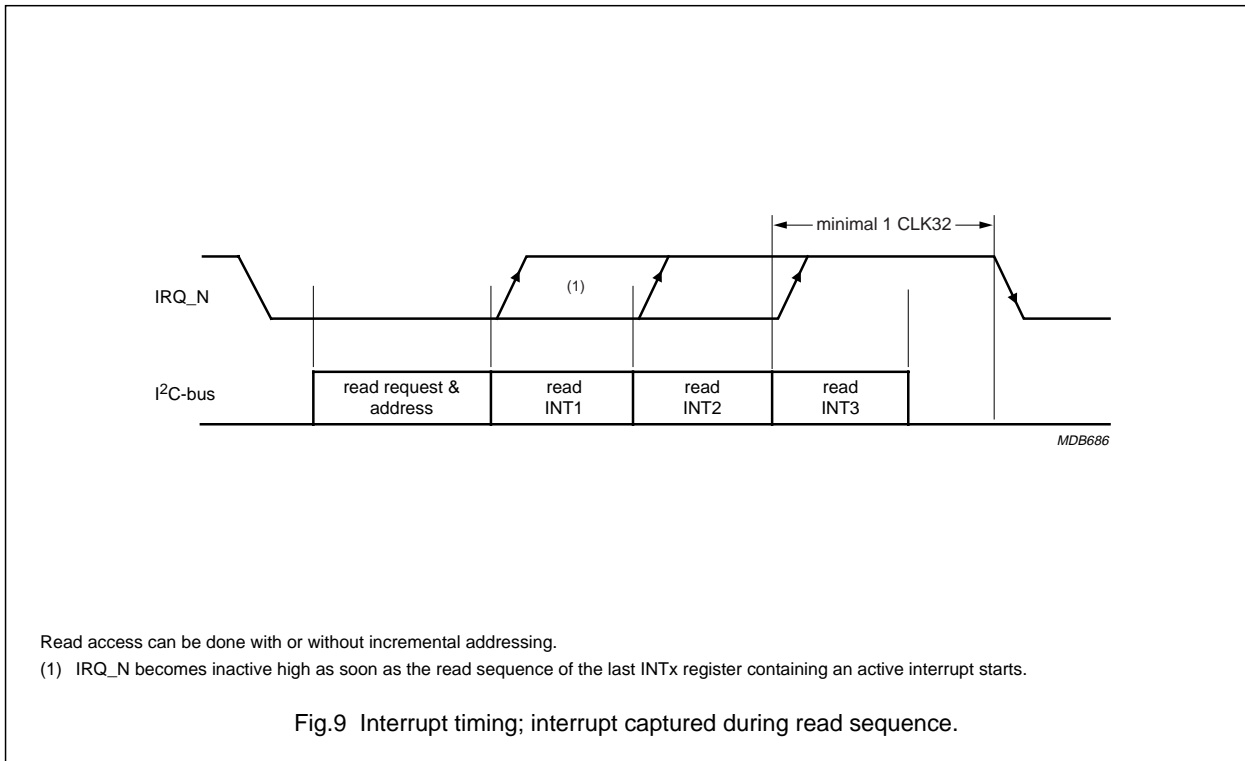 minimal 1 CLK32
IRQ_N
(1)
I2C-bus
read request &
address
read
INT1
read
INT2
read
INT3
MDB686
Read access can be done with or without incremental addressing.
(1) IRQ_N becomes inactive high as soon as the read sequence of the last INTx register containing an active interrupt starts.
Fig.9 Interrupt timing; interrupt captured during read sequence.